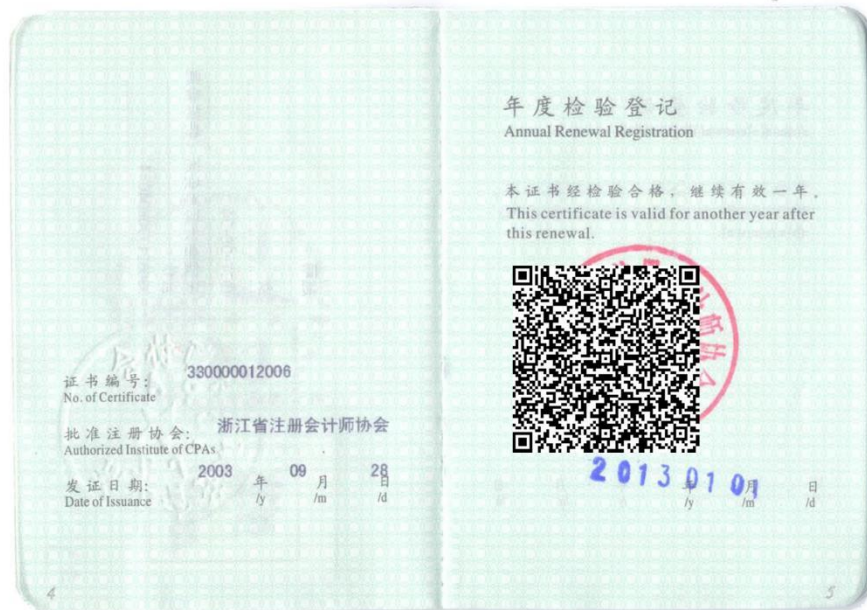 证书编号: 330000012006
No. of Certificate
批准注册协会: 浙江省注册会计师协会
Authorized Institute of CPAs
发证日期: 2003 年 09 月 28 日
Date of Issuance /y /m /d
4
年度检验登记
Annual Renewal Registration
本证书经检验合格,继续有效一年。
This certificate is valid for another year after
this renewal.
2013 01 01
年 月 日
/y /m /d
5